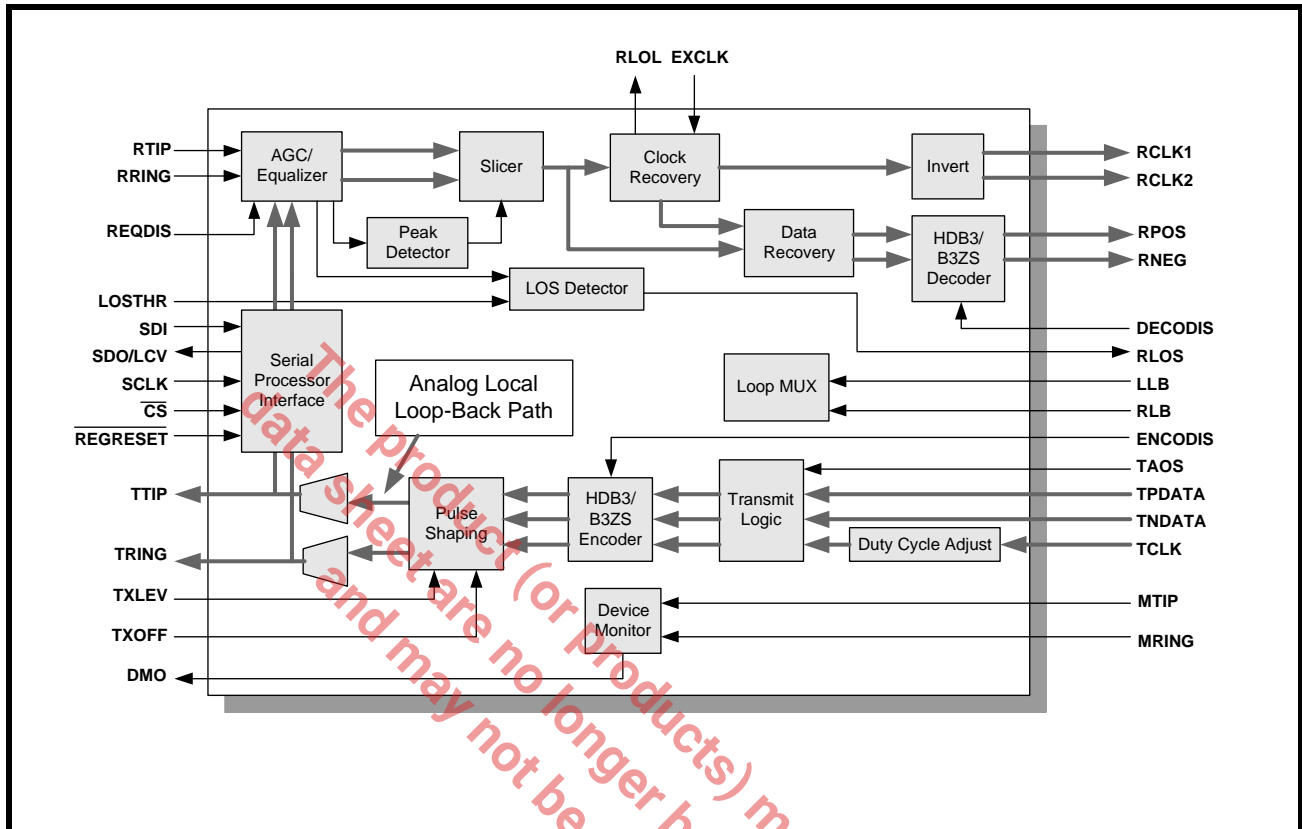 RLOL EXCLK
RTIP
RRING
REQDIS
LOSTHR
SDI
SDO/LCV
SCLK
CS
REGRESET
TTIP
TRING
TXLEV
TXOFF
DMO
AGC/
Equalizer
Slicer
Peak
Detector
LOS Detector
Clock
Recovery
Invert
Data
Recovery
HDB3/
B3ZS
Decoder
Serial
Processor
Interface
Analog Local
Loop-Back Path
Loop MUX
Pulse
Shaping
HDB3/
B3ZS
Encoder
Transmit
Logic
Duty Cycle Adjust
Device
Monitor
RCLK1
RCLK2
RPOS
RNEG
DECODIS
RLOS
LLB
RLB
ENCODIS
TAOS
TPDATA
TNDATA
TCLK
MTIP
MRING
The product (or products) m
data sheet are no longer b
and may not be